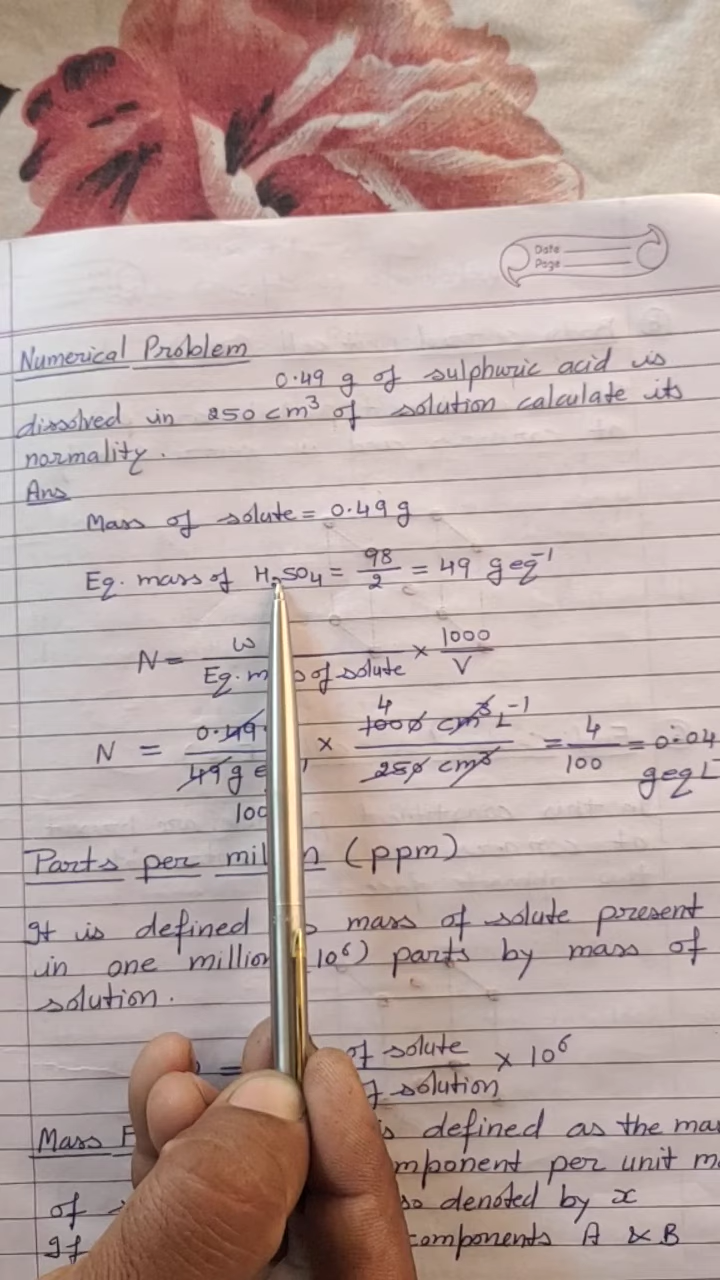 Date
Page
Numerical Problem
0.49 g of sulphuric acid is
dissolved in 250 cm³ of solution calculate its
normality.
Ans
Mass of solute = 0.49 g
Eq. mass of H₂SO₄ = 98/2 = 49 g eq⁻¹
N = w / Eq. of solute × 1000/V
N = 0.49 / 49 g × 1000 cm³ L⁻¹ / 250 cm³ = 4/100 = 0.04
4
100
g eq L
Parts per (ppm)
It is defined mass of solute present
in one million 10⁶) parts by mass of
solution.
= of solute / solution × 10⁶
Mass is defined as the
per unit
of denoted by x
If components A & B